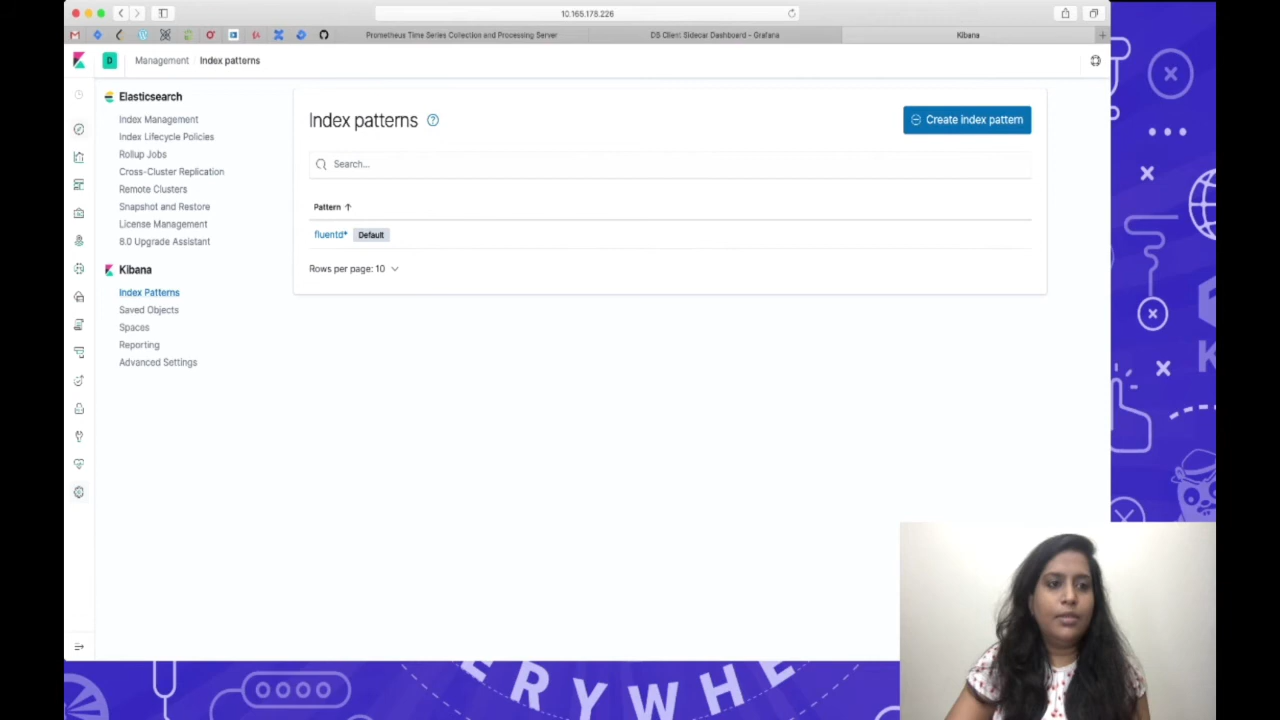 10.165.178.226
Prometheus Time Series Collection and Processing Server
DS Client: Sidecar Dashboard - Grafana
Kibana
D
Management
Index patterns
Elasticsearch
Index Management
Index Lifecycle Policies
Rollup Jobs
Cross-Cluster Replication
Remote Clusters
Snapshot and Restore
License Management
8.0 Upgrade Assistant
Kibana
Index Patterns
Saved Objects
Spaces
Reporting
Advanced Settings
Index patterns
Create index pattern
Search...
Pattern
fluentd* Default
Rows per page: 10
K
ERYWHE